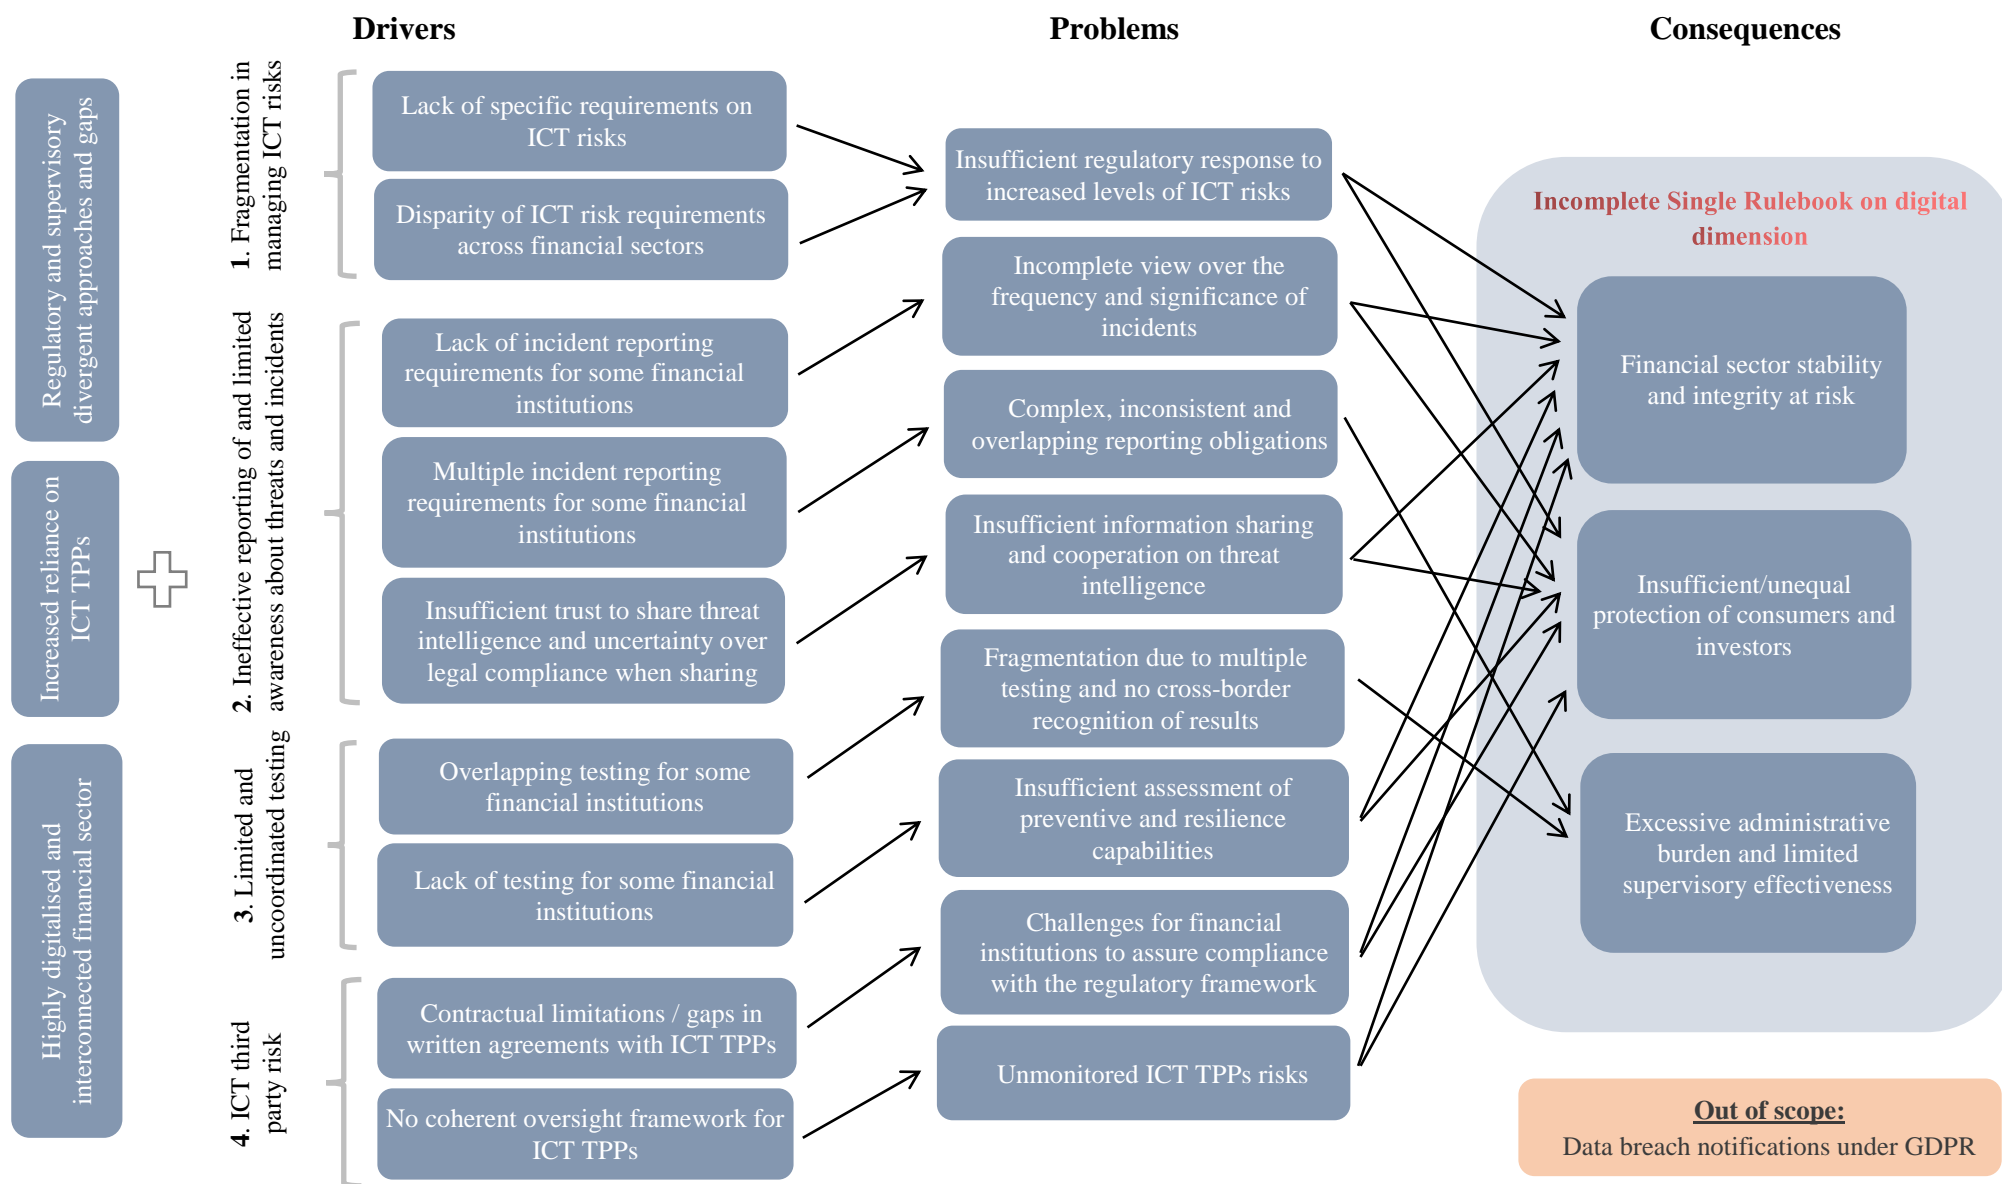 Drivers
Problems
Consequences
Regulatory and supervisory
divergent approaches and gaps
Increased reliance on
ICT TPPs
Highly digitalised and
interconnected financial sector
1. Fragmentation in
managing ICT risks
Lack of specific requirements on
ICT risks
Disparity of ICT risk requirements
across financial sectors
2. Ineffective reporting of and limited
awareness about threats and incidents
Lack of incident reporting
requirements for some financial
institutions
Multiple incident reporting
requirements for some financial
institutions
Insufficient trust to share threat
intelligence and uncertainty over
legal compliance when sharing
3. Limited and
uncoordinated testing
Overlapping testing for some
financial institutions
Lack of testing for some financial
institutions
4. ICT third
party risk
Contractual limitations / gaps in
written agreements with ICT TPPs
No coherent oversight framework for
ICT TPPs
Insufficient regulatory response to
increased levels of ICT risks
Incomplete view over the
frequency and significance of
incidents
Complex, inconsistent and
overlapping reporting obligations
Insufficient information sharing
and cooperation on threat
intelligence
Fragmentation due to multiple
testing and no cross-border
recognition of results
Insufficient assessment of
preventive and resilience
capabilities
Challenges for financial
institutions to assure compliance
with the regulatory framework
Unmonitored ICT TPPs risks
Incomplete Single Rulebook on digital
dimension
Financial sector stability
and integrity at risk
Insufficient/unequal
protection of consumers and
investors
Excessive administrative
burden and limited
supervisory effectiveness
Out of scope:
Data breach notifications under GDPR